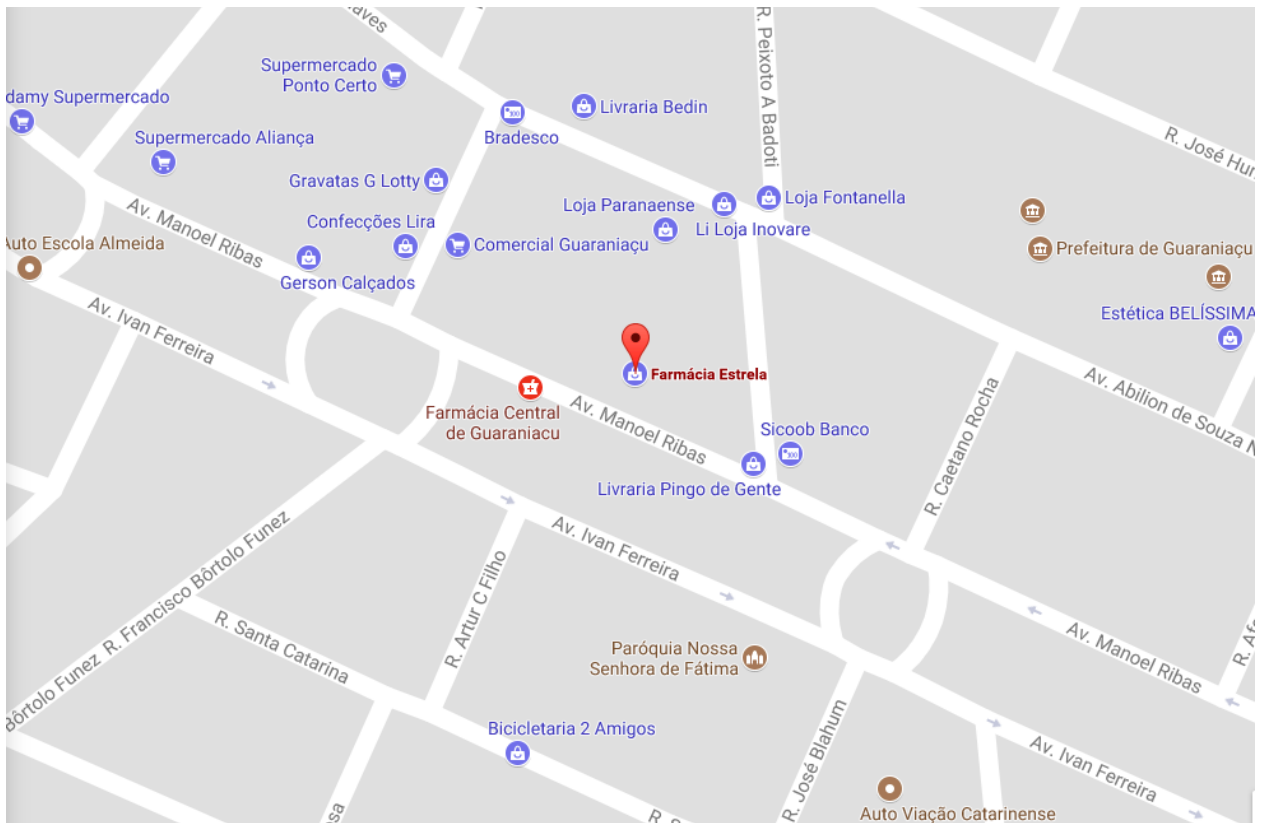 aves
R. Peixoto A Badoti
Supermercado
Ponto Certo
damy Supermercado
Livraria Bedin
Supermercado Aliança
Bradesco
R. José Hum
Gravatas G Lotty
Loja Paranaense
Loja Fontanella
Av. Manoel Ribas
Confecções Lira
Li Loja Inovare
Auto Escola Almeida
Comercial Guaraniaçu
Prefeitura de Guaraniaçu
Gerson Calçados
Av. Ivan Ferreira
Estética BELÍSSIMA
Farmácia Estrela
Farmácia Central
de Guaraniacu
Av. Manoel Ribas
Av. Abilion de Souza N
R. Caetano Rocha
Sicoob Banco
Livraria Pingo de Gente
Av. Ivan Ferreira
R. Francisco Bôrtolo Funez
R. Artur C Filho
R. Santa Catarina
Paróquia Nossa
Senhora de Fátima
Av. Manoel Ribas
R. Afo
Bôrtolo Funez
Bicicletaria 2 Amigos
R. José Blahum
Av. Ivan Ferreira
Auto Viação Catarinense
osa
R. S